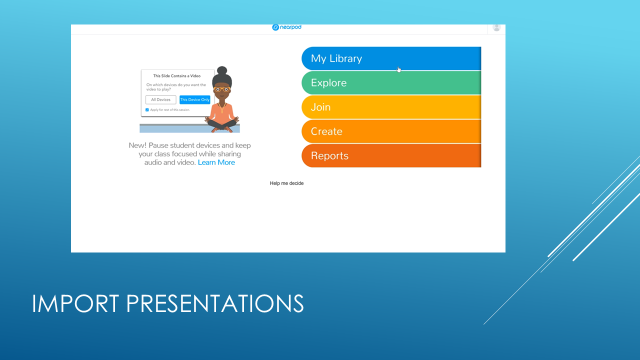 nearpod
My Library
Explore
Join
Create
Reports
This Slide Contains a Video
On which devices do you want the
video to play?
All Devices
This Device Only
Apply for rest of the session
New! Pause student devices and keep
your class focused while sharing
audio and video. Learn More
Help me decide
IMPORT PRESENTATIONS